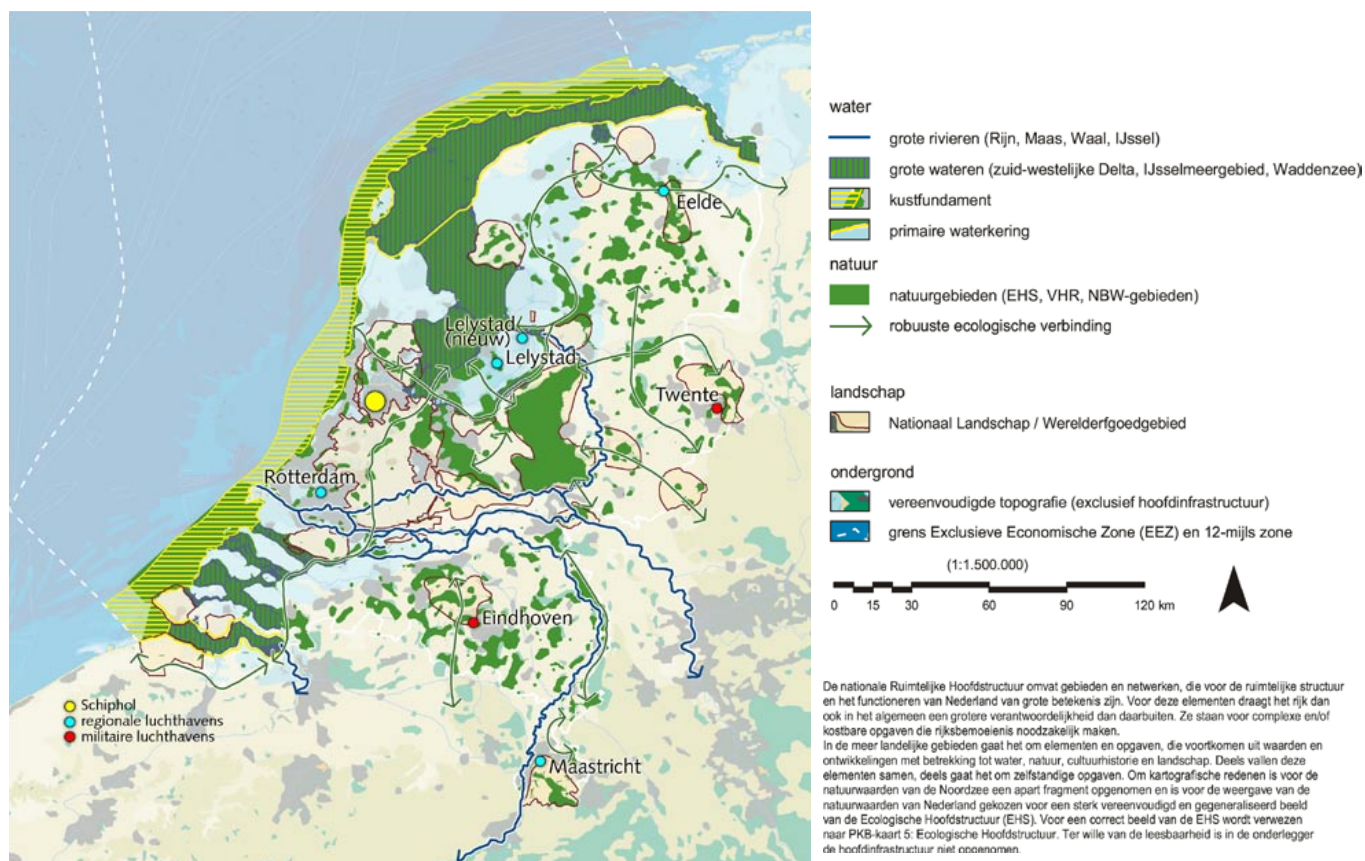 Eelde
Lelystad
(nieuw)
Lelystad
Twente
Rotterdam
Eindhoven
Maastricht
Schiphol
regionale luchthavens
militaire luchthavens
water
grote rivieren (Rijn, Maas, Waal, IJssel)
grote wateren (zuid-westelijke Delta, IJsselmeergebied, Waddenzee)
kustfundament
primaire waterkering
natuur
natuurgebieden (EHS, VHR, NBW-gebieden)
robuuste ecologische verbinding
landschap
Nationaal Landschap / Werelderfgoedgebied
ondergrond
vereenvoudigde topografie (exclusief hoofdinfrastructuur)
grens Exclusieve Economische Zone (EEZ) en 12-mijls zone
(1:1.500.000)
0 15 30 60 90 120 km
De nationale Ruimtelijke Hoofdstructuur omvat gebieden en netwerken, die voor de ruimtelijke structuur
en het functioneren van Nederland van grote betekenis zijn. Voor deze elementen draagt het rijk dan
ook in het algemeen een grotere verantwoordelijkheid dan daarbuiten. Ze staan voor complexe en/of
kostbare opgaven die rijksbemoeienis noodzakelijk maken.
In de meer landelijke gebieden gaat het om elementen en opgaven, die voortkomen uit waarden en
ontwikkelingen met betrekking tot water, natuur, cultuurhistorie en landschap. Deels vallen deze
elementen samen, deels gaat het om zelfstandige opgaven. Om kartografische redenen is voor de
natuurwaarden van de Noordzee een apart fragment opgenomen en is voor de weergave van de
natuurwaarden van Nederland gekozen voor een sterk vereenvoudigd en gegeneraliseerd beeld
van de Ecologische Hoofdstructuur (EHS). Voor een correct beeld van de EHS wordt verwezen
naar PKB-kaart 5: Ecologische Hoofdstructuur. Ter wille van de leesbaarheid is in de onderlegger
de hoofdinfrastructuur niet opgenomen.